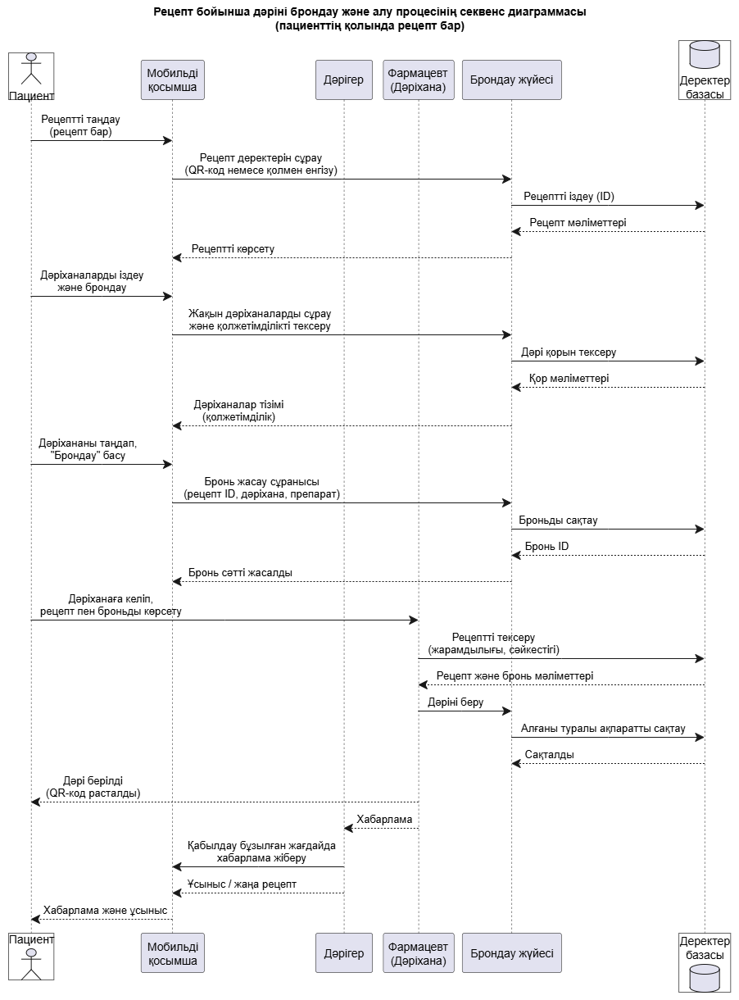 Рецепт бойынша дәріні брондау және алу процесінің секвенс диаграммасы
(пациенттің қолында рецепт бар)
Пациент
Мобильді
қосымша
Дәрігер
Фармацевт
(Дәріхана)
Брондау жүйесі
Деректер
базасы
Рецептті таңдау
(рецепт бар)
Рецепт деректерін сұрау
(QR-код немесе қолмен енгізу)
Рецептті іздеу (ID)
Рецепт мәліметтері
Рецептті көрсету
Дәріханаларды іздеу
және брондау
Жақын дәріханаларды сұрау
және қолжетімділікті тексеру
Дәрі қорын тексеру
Қор мәліметтері
Дәріханалар тізімі
(қолжетімділік)
Дәріхананы таңдап,
"Брондау" басу
Бронь жасау сұранысы
(рецепт ID, дәріхана, препарат)
Броньды сақтау
Бронь ID
Бронь сәтті жасалды
Дәріханаға келіп,
рецепт пен броньды көрсету
Рецептті тексеру
(жарамдылығы, сәйкестігі)
Рецепт және бронь мәліметтері
Дәріні беру
Алғаны туралы ақпаратты сақтау
Сақталды
Дәрі берілді
(QR-код расталды)
Хабарлама
Қабылдау бұзылған жағдайда
хабарлама жіберу
Ұсыныс / жаңа рецепт
Хабарлама және ұсыныс
Пациент
Мобильді
қосымша
Дәрігер
Фармацевт
(Дәріхана)
Брондау жүйесі
Деректер
базасы